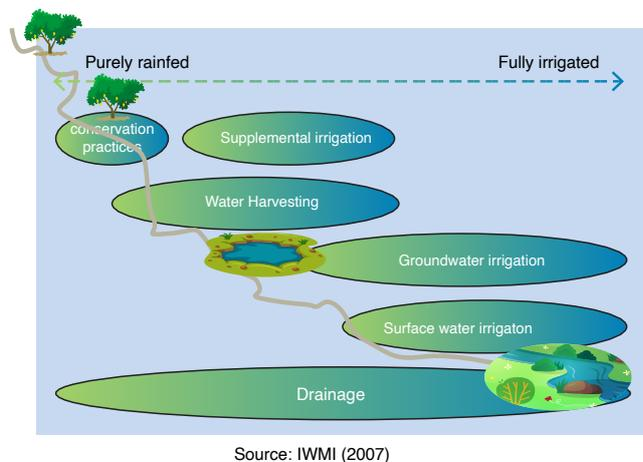 Purely rainfed
Fully irrigated
conservation
practices
Supplemental irrigation
Water Harvesting
Groundwater irrigation
Surface water irrigaton
Drainage
Source: IWMI (2007)